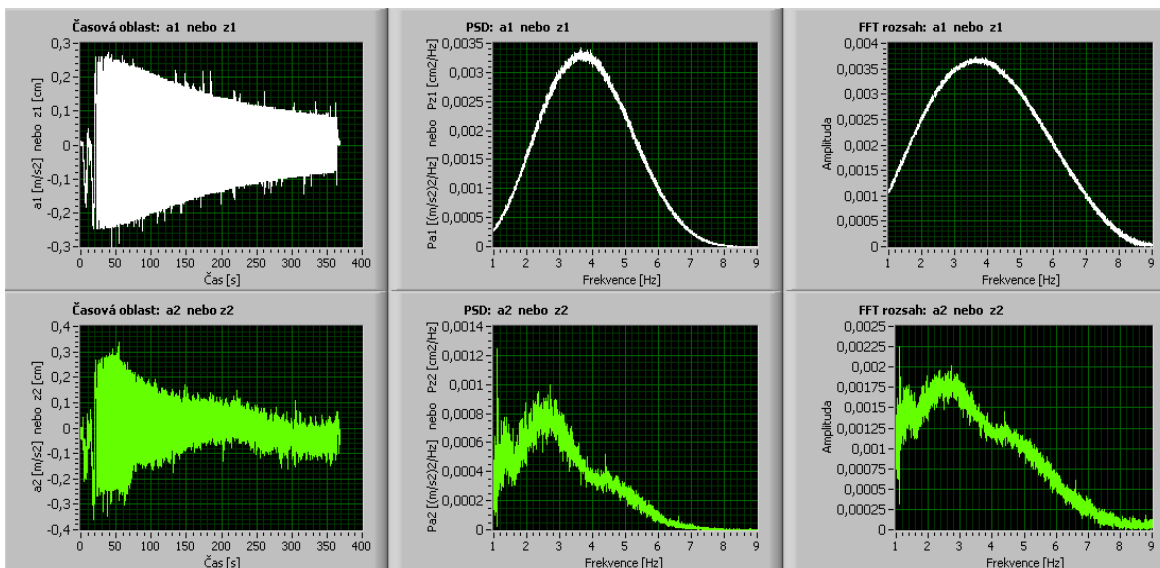 Časová oblast: a1 nebo z1
a1 [m/s2] nebo z1 [cm]
0,3
0,2
0,1
0
-0,1
-0,2
-0,3
0 50 100 150 200 250 300 350 400
Čas [s]
PSD: a1 nebo z1
Pa1 [(m/s2)2/Hz] nebo Pz1 [cm2/Hz]
0,0035
0,003
0,0025
0,002
0,0015
0,001
0,0005
0
1 2 3 4 5 6 7 8 9
Frekvence [Hz]
FFT rozsah: a1 nebo z1
Amplituda
0,004
0,0035
0,003
0,0025
0,002
0,0015
0,001
0,0005
0
1 2 3 4 5 6 7 8 9
Frekvence [Hz]
Časová oblast: a2 nebo z2
a2 [m/s2] nebo z2 [cm]
0,4
0,3
0,2
0,1
0
-0,1
-0,2
-0,3
-0,4
0 50 100 150 200 250 300 350 400
Čas [s]
PSD: a2 nebo z2
Pa2 [(m/s2)2/Hz] nebo Pz2 [cm2/Hz]
0,0014
0,0012
0,001
0,0008
0,0006
0,0004
0,0002
0
1 2 3 4 5 6 7 8 9
Frekvence [Hz]
FFT rozsah: a2 nebo z2
Amplituda
0,0025
0,00225
0,002
0,00175
0,0015
0,00125
0,001
0,00075
0,0005
0,00025
0
1 2 3 4 5 6 7 8 9
Frekvence [Hz]